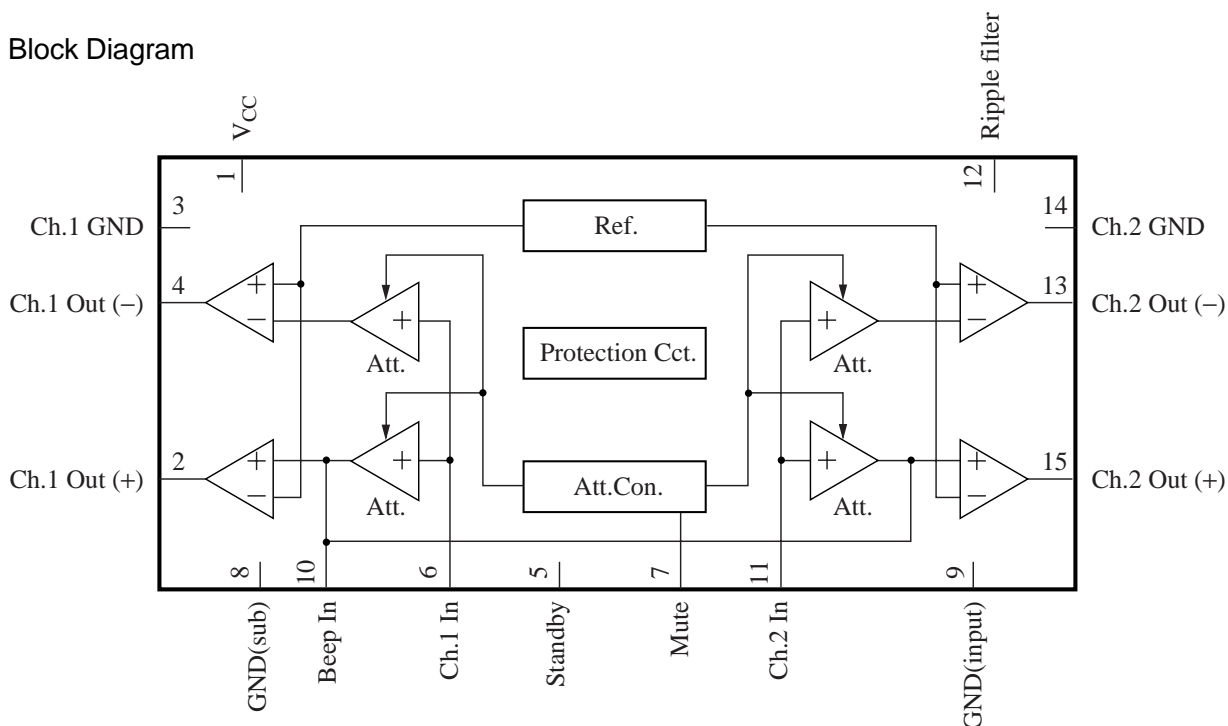 Block Diagram
VCC
Ripple filter
1
12
3
14
Ch.1 GND
Ref.
Ch.2 GND
4
+
+
13
Ch.1 Out (−)
−
+
+
−
Ch.2 Out (−)
Att.
Protection Cct.
Att.
2
+
+
+
+
15
Ch.1 Out (+)
−
Att.
Att.Con.
Att.
−
Ch.2 Out (+)
8
10
6
5
7
11
9
GND(sub)
Beep In
Ch.1 In
Standby
Mute
Ch.2 In
GND(input)